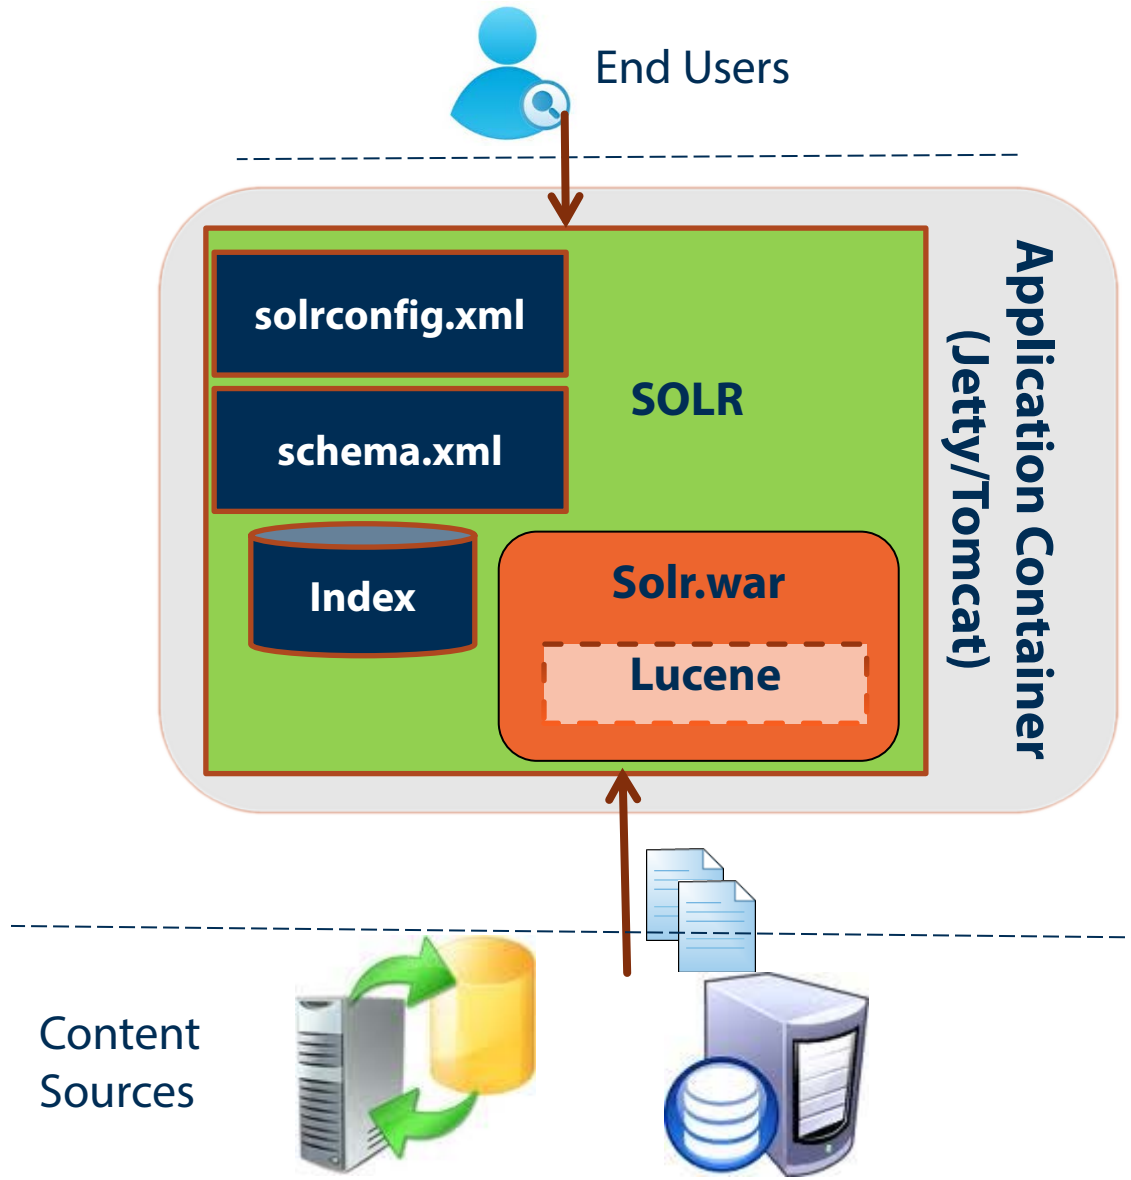 End Users
solrconfig.xml
SOLR
schema.xml
Index
Solr.war
Lucene
Application Container
(Jetty/Tomcat)
Content
Sources